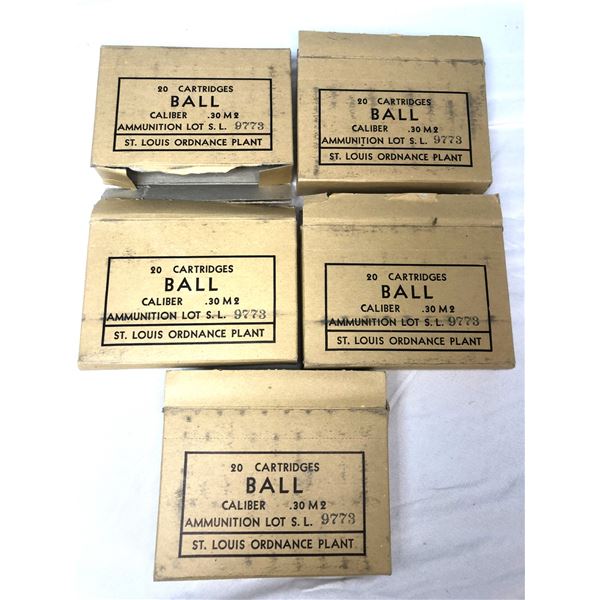 20 CARTRIDGES
BALL
CALIBER .30 M2
AMMUNITION LOT S. L. 9773
ST. LOUIS ORDNANCE PLANT
20 CARTRIDGES
BALL
CALIBER .30 M2
AMMUNITION LOT S. L. 9773
ST. LOUIS ORDNANCE PLANT
20 CARTRIDGES
BALL
CALIBER .30 M2
AMMUNITION LOT S. L. 9773
ST. LOUIS ORDNANCE PLANT
20 CARTRIDGES
BALL
CALIBER .30 M2
AMMUNITION LOT S. L. 9773
ST. LOUIS ORDNANCE PLANT
20 CARTRIDGES
BALL
CALIBER .30 M2
AMMUNITION LOT S. L. 9773
ST. LOUIS ORDNANCE PLANT